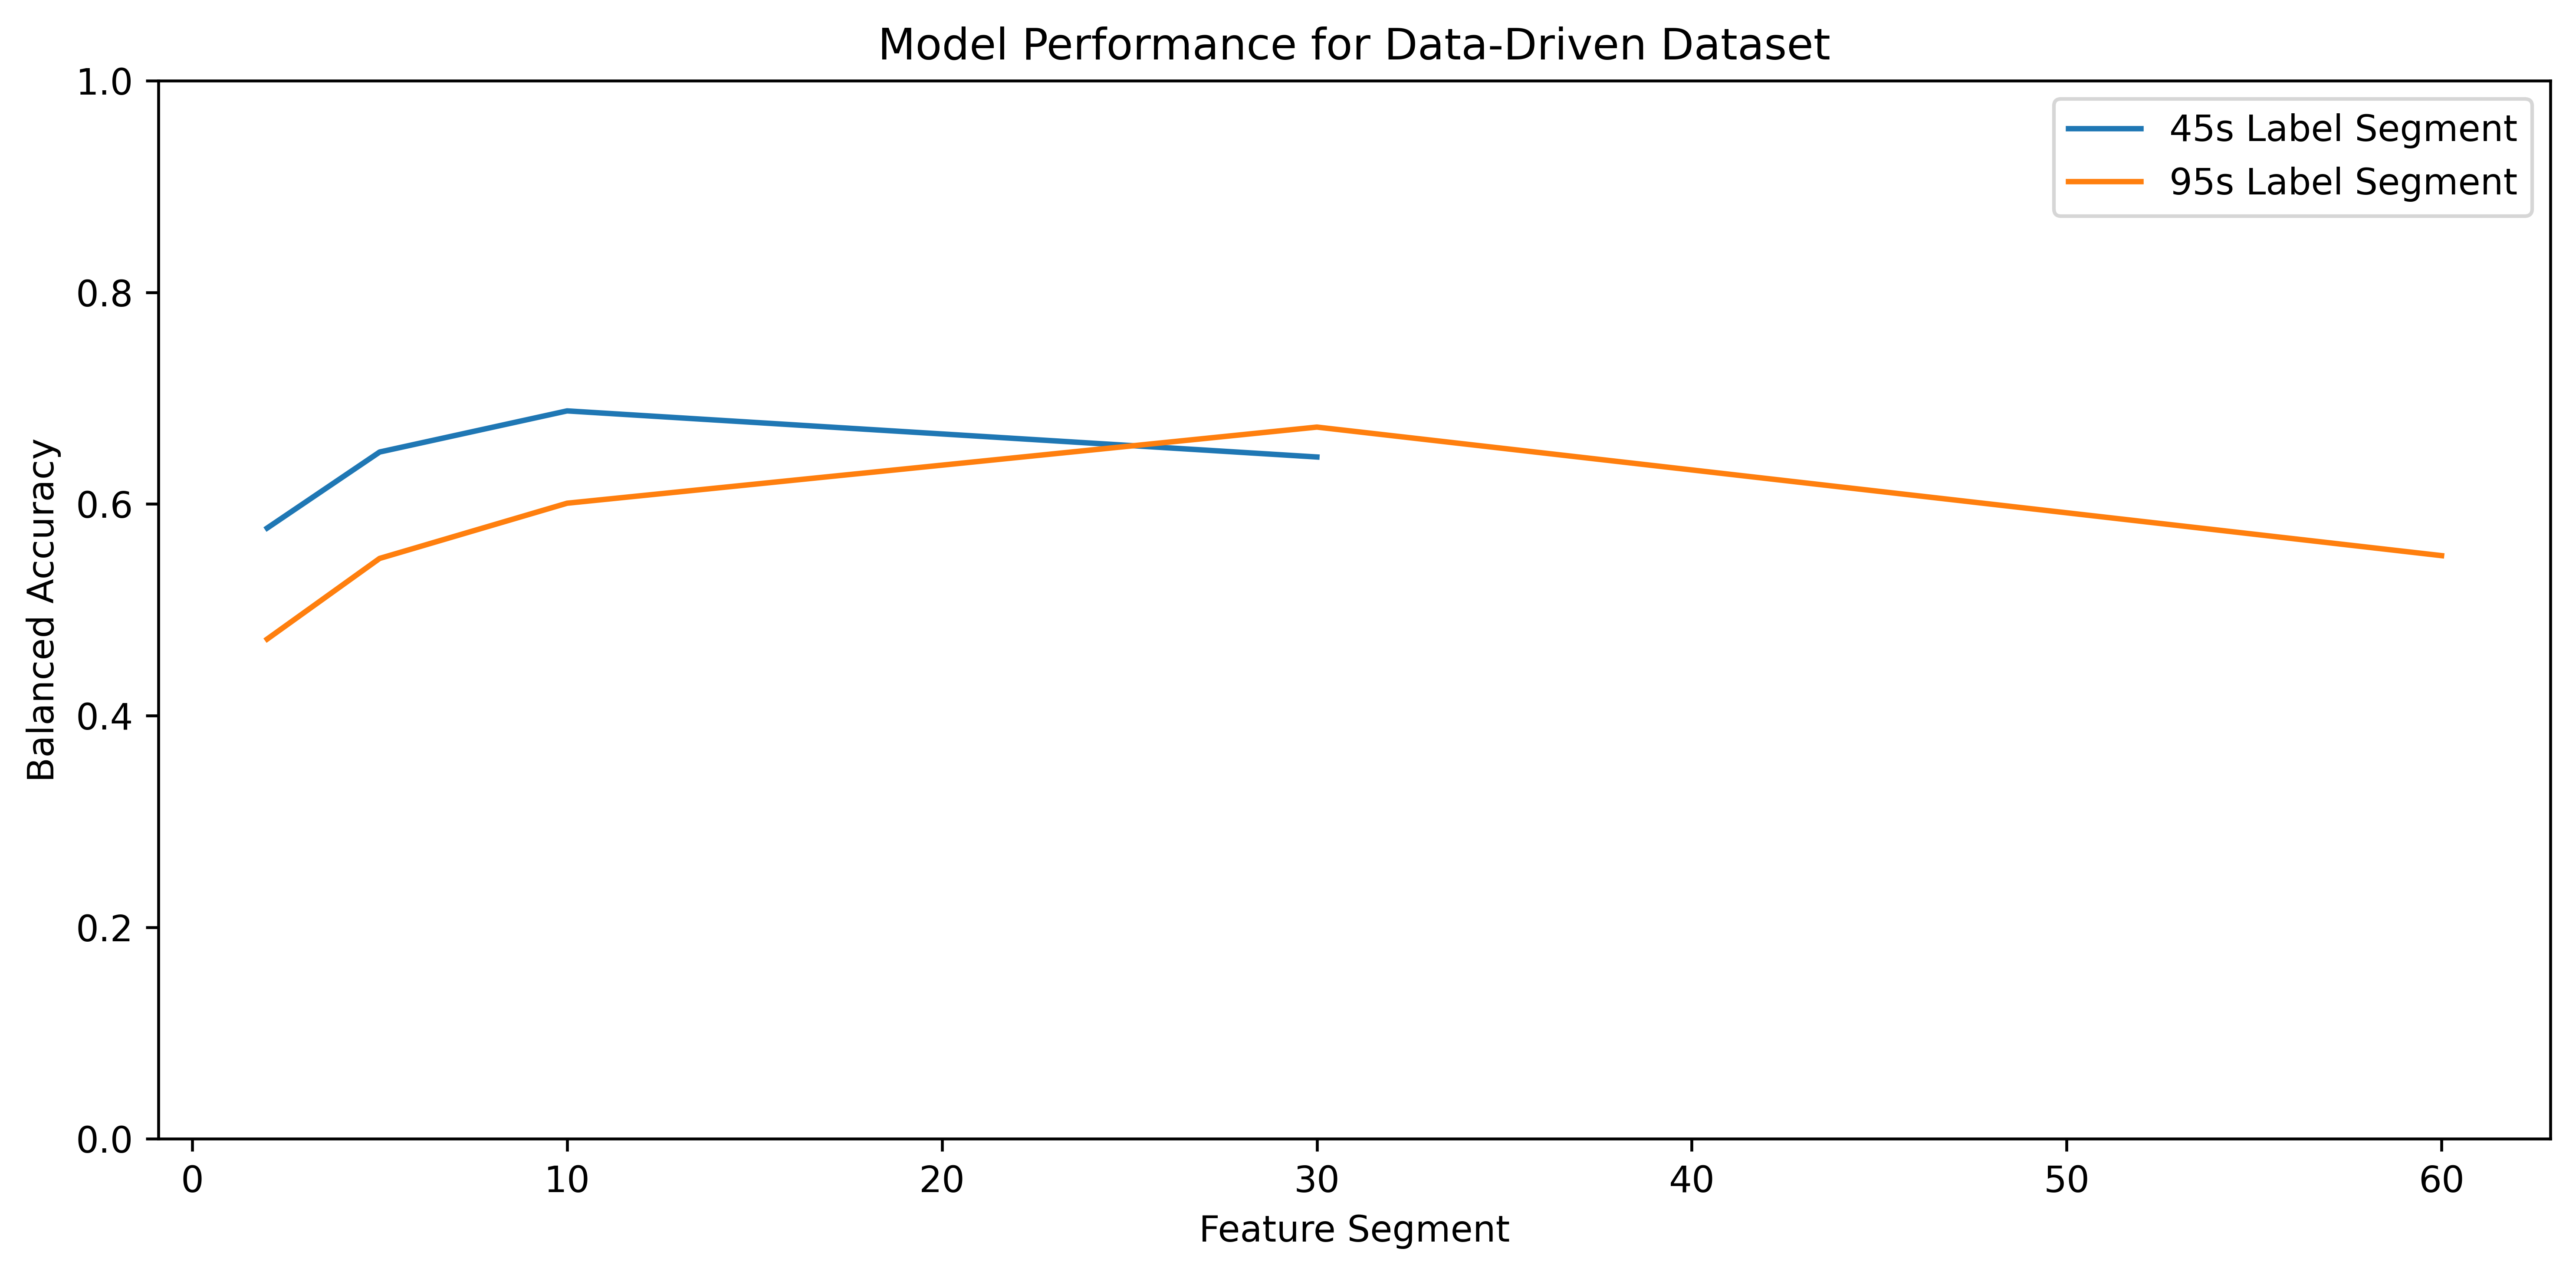 Model Performance for Data-Driven Dataset
1.0
0.8
0.6
0.4
0.2
0.0
Balanced Accuracy
45s Label Segment
95s Label Segment
0 10 20 30 40 50 60
Feature Segment